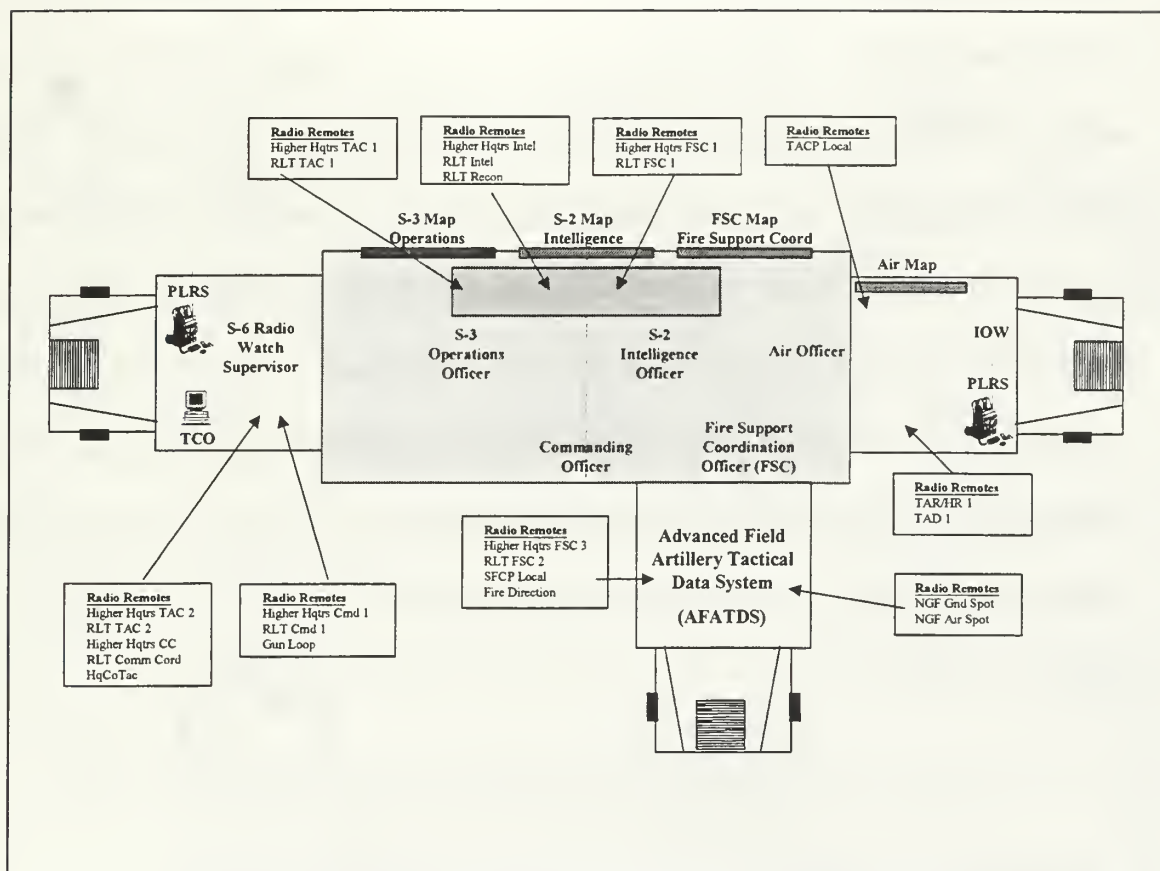 Radio Remotes
Higher Hqtrs TAC 1
RLT TAC 1
Radio Remotes
Higher Hqtrs Intel
RLT Intel
RLT Recon
Radio Remotes
Higher Hqtrs FSC 1
RLT FSC 1
Radio Remotes
TACP Local
S-3 Map
Operations
S-2 Map
Intelligence
FSC Map
Fire Support Coord
Air Map
PLRS
S-6 Radio
Watch
Supervisor
TCO
S-3
Operations
Officer
S-2
Intelligence
Officer
Air Officer
IOW
PLRS
Commanding
Officer
Fire Support
Coordination
Officer (FSC)
Radio Remotes
TAR/HR 1
TAD 1
Radio Remotes
Higher Hqtrs TAC 2
RLT TAC 2
Higher Hqtrs CC
RLT Comm Cord
HqCoTac
Radio Remotes
Higher Hqtrs Cmd 1
RLT Cmd 1
Gun Loop
Radio Remotes
Higher Hqtrs FSC 3
RLT FSC 2
SFCP Local
Fire Direction
Advanced Field
Artillery Tactical
Data System
(AFATDS)
Radio Remotes
NGF Gnd Spot
NGF Air Spot